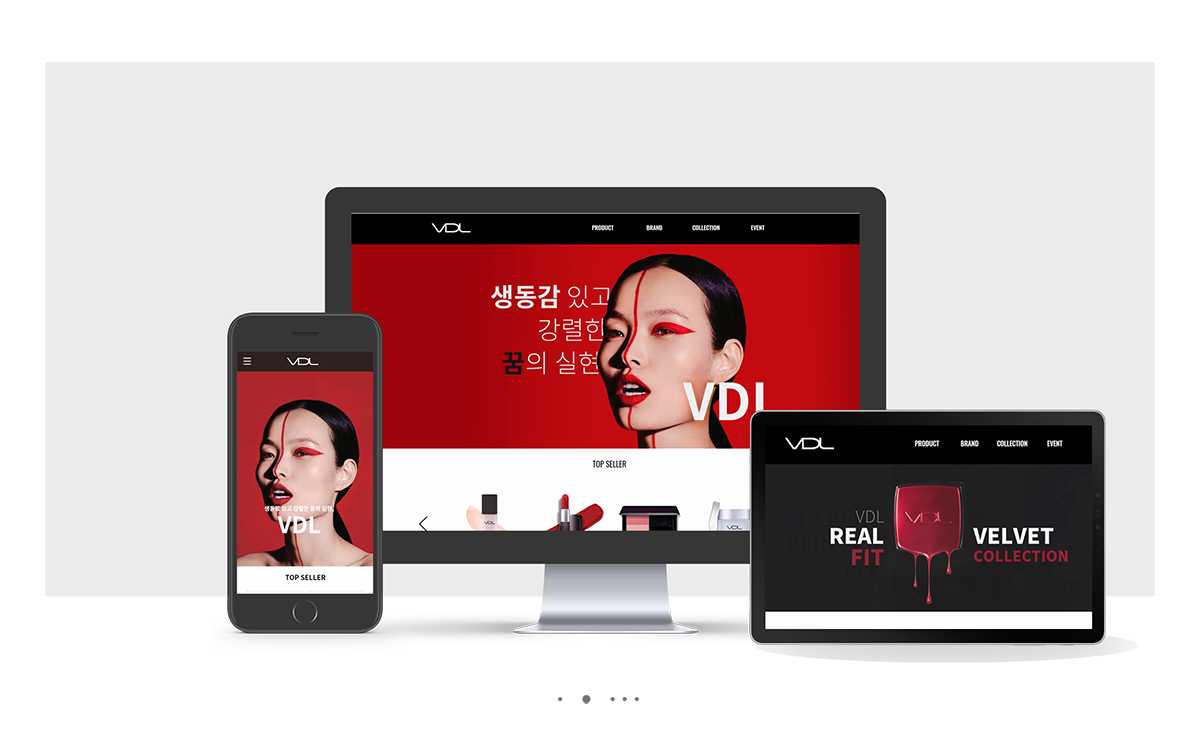 VDL
PRODUCT BRAND COLLECTION EVENT
생동감 있고
강렬한
꿈의 실현
VDL
TOP SELLER
VDL
VDL
VDL
생동감 있고 강렬한 꿈의 실현,
VDL
TOP SELLER
VDL
PRODUCT BRAND COLLECTION EVENT
VDL
REAL
FIT
VDL
VELVET
COLLECTION